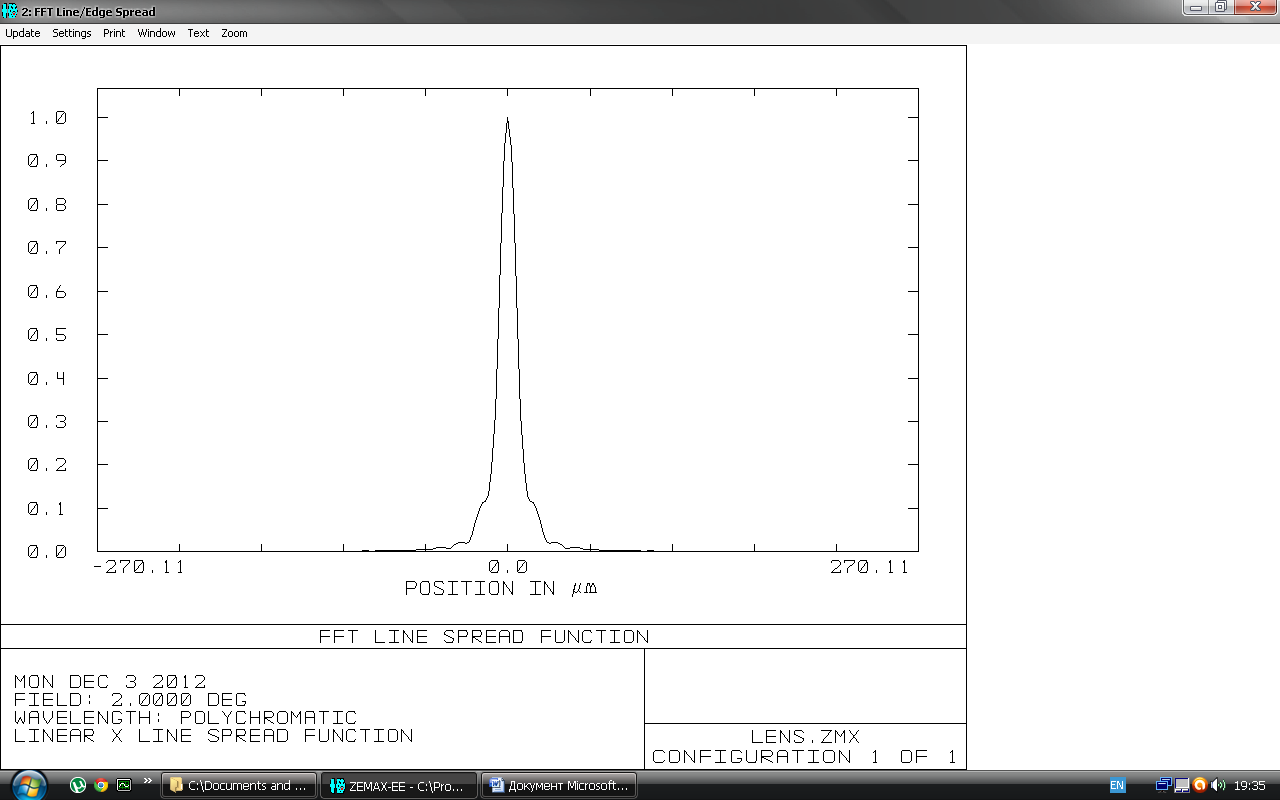 2: FFT Line/Edge Spread
Update Settings Print Window Text Zoom
1.0
0.9
0.8
0.7
0.6
0.5
0.4
0.3
0.2
0.1
0.0
-270.11 0.0 270.11
POSITION IN µm
FFT LINE SPREAD FUNCTION
MON DEC 3 2012
FIELD: 2.0000 DEG
WAVELENGTH: POLYCHROMATIC
LINEAR X LINE SPREAD FUNCTION
LENS.ZMX
CONFIGURATION 1 OF 1
» C:\Documents and ... ZEMAX-EE - C:\Pro... Документ Microsoft... EN 19:35